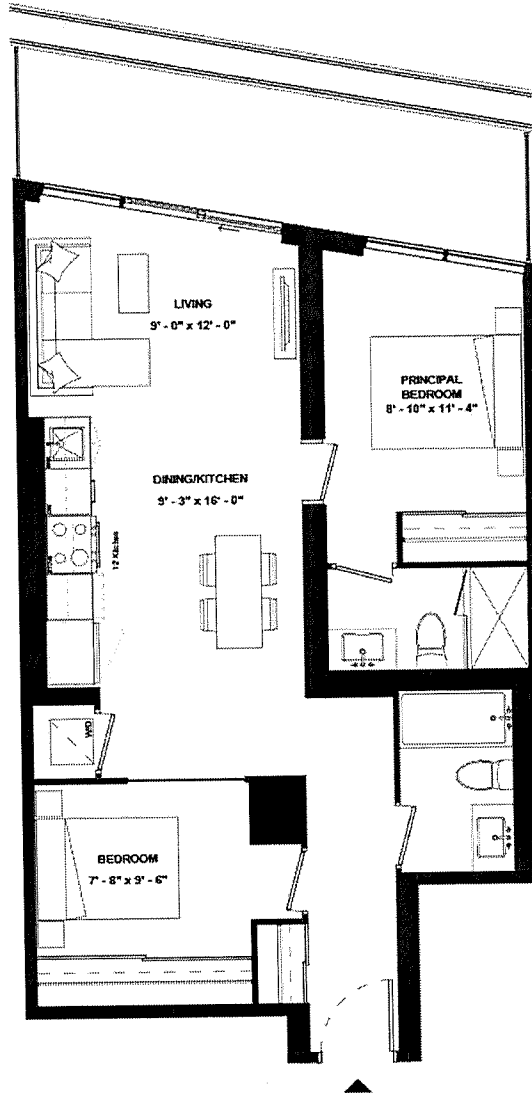 LIVING
9' - 0" x 12' - 0"
PRINCIPAL
BEDROOM
8' - 10" x 11' - 4"
DINING/KITCHEN
9' - 3" x 16' - 0"
12 Kitchen
W/D
BEDROOM
7' - 8" x 9' - 6"